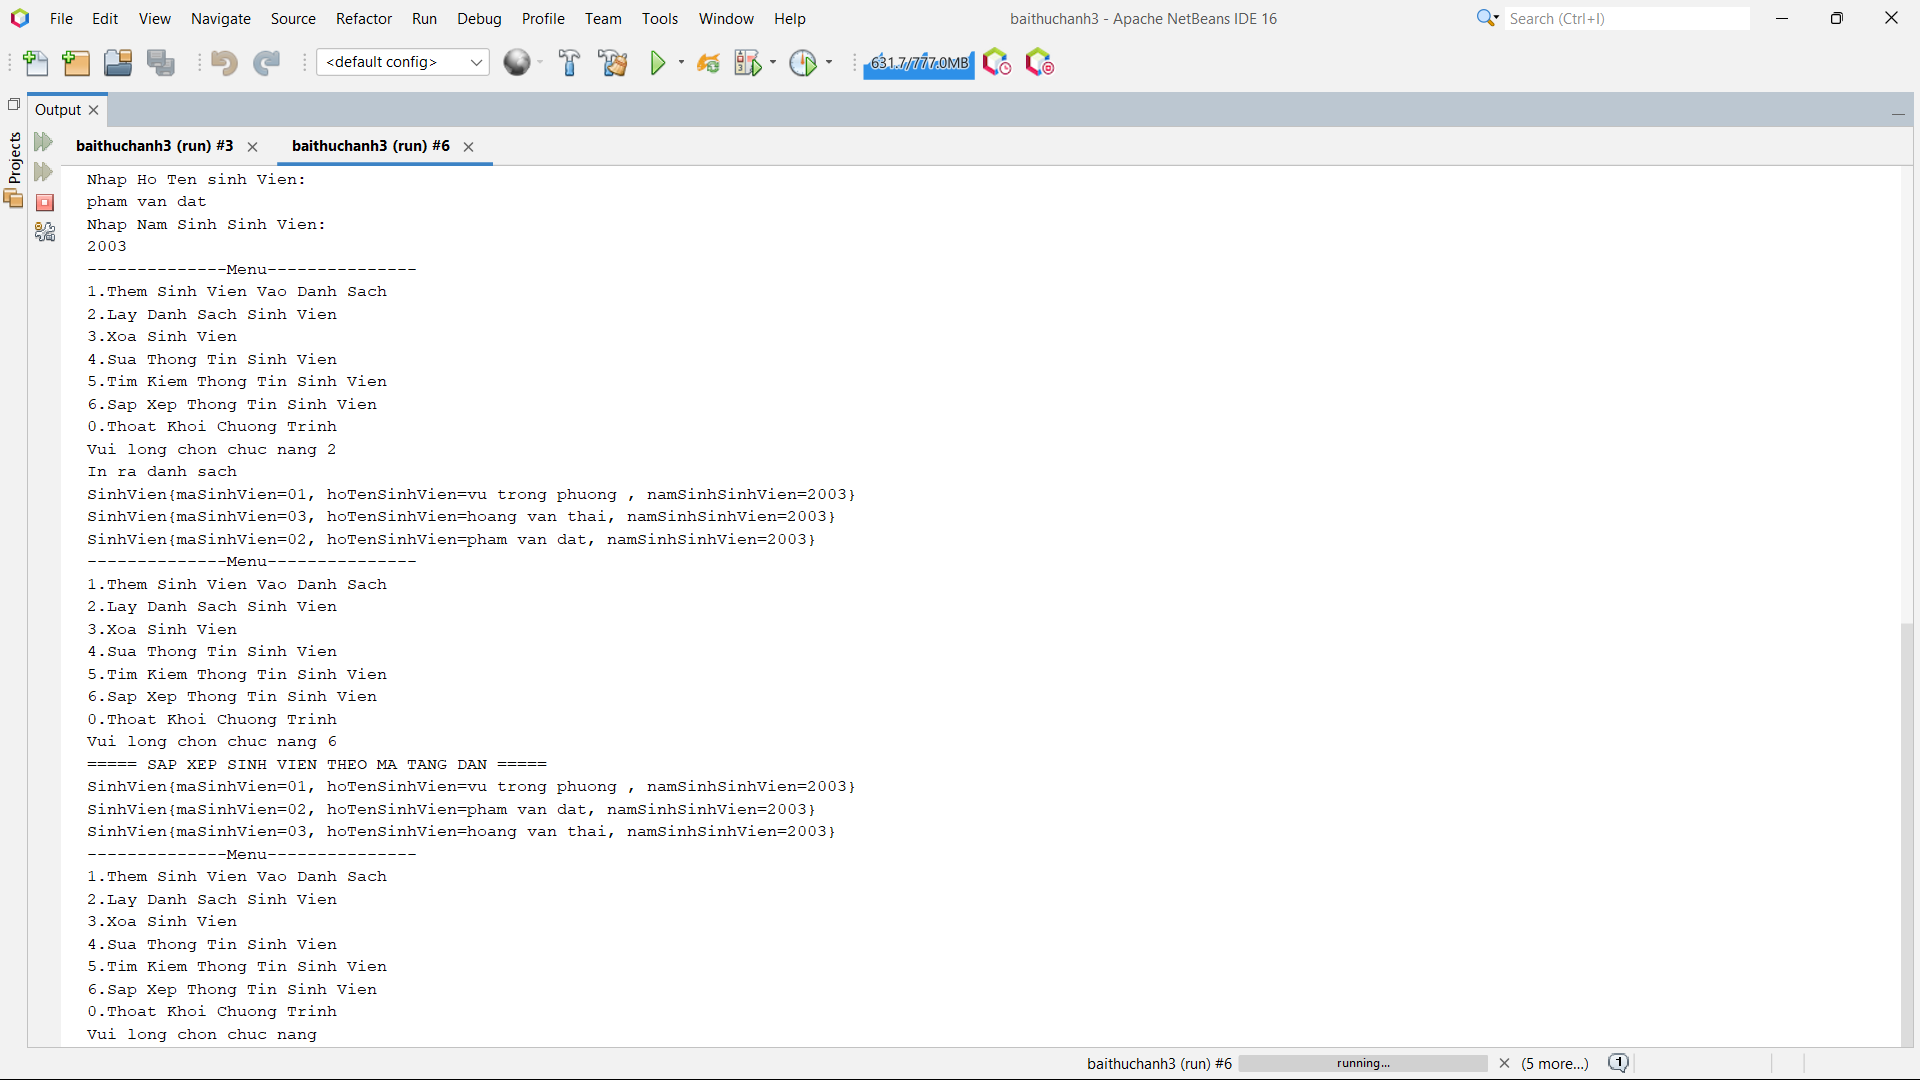 File Edit View Navigate Source Refactor Run Debug Profile Team Tools Window Help baithuchanh3 - Apache NetBeans IDE 16 Search (Ctrl+I)
<default config> 631.7/777.0MB
Output
Projects
baithuchanh3 (run) #3 baithuchanh3 (run) #6
Nhap Ho Ten sinh Vien:
pham van dat
Nhap Nam Sinh Sinh Vien:
2003
--------------Menu---------------
1.Them Sinh Vien Vao Danh Sach
2.Lay Danh Sach Sinh Vien
3.Xoa Sinh Vien
4.Sua Thong Tin Sinh Vien
5.Tim Kiem Thong Tin Sinh Vien
6.Sap Xep Thong Tin Sinh Vien
0.Thoat Khoi Chuong Trinh
Vui long chon chuc nang 2
In ra danh sach
SinhVien{maSinhVien=01, hoTenSinhVien=vu trong phuong , namSinhSinhVien=2003}
SinhVien{maSinhVien=03, hoTenSinhVien=hoang van thai, namSinhSinhVien=2003}
SinhVien{maSinhVien=02, hoTenSinhVien=pham van dat, namSinhSinhVien=2003}
--------------Menu---------------
1.Them Sinh Vien Vao Danh Sach
2.Lay Danh Sach Sinh Vien
3.Xoa Sinh Vien
4.Sua Thong Tin Sinh Vien
5.Tim Kiem Thong Tin Sinh Vien
6.Sap Xep Thong Tin Sinh Vien
0.Thoat Khoi Chuong Trinh
Vui long chon chuc nang 6
===== SAP XEP SINH VIEN THEO MA TANG DAN =====
SinhVien{maSinhVien=01, hoTenSinhVien=vu trong phuong , namSinhSinhVien=2003}
SinhVien{maSinhVien=02, hoTenSinhVien=pham van dat, namSinhSinhVien=2003}
SinhVien{maSinhVien=03, hoTenSinhVien=hoang van thai, namSinhSinhVien=2003}
--------------Menu---------------
1.Them Sinh Vien Vao Danh Sach
2.Lay Danh Sach Sinh Vien
3.Xoa Sinh Vien
4.Sua Thong Tin Sinh Vien
5.Tim Kiem Thong Tin Sinh Vien
6.Sap Xep Thong Tin Sinh Vien
0.Thoat Khoi Chuong Trinh
Vui long chon chuc nang
baithuchanh3 (run) #6 running... (5 more...) 1